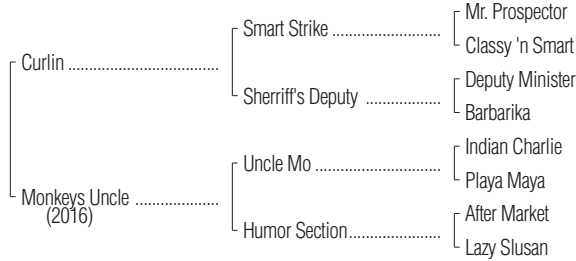 Mr. Prospector
Smart Strike ........................
Classy 'n Smart
Curlin ..................................
Deputy Minister
Sherriff's Deputy .................
Barbarika
Indian Charlie
Uncle Mo ............................
Playa Maya
Monkeys Uncle ...................
(2016)
After Market
Humor Section.....................
Lazy Slusan